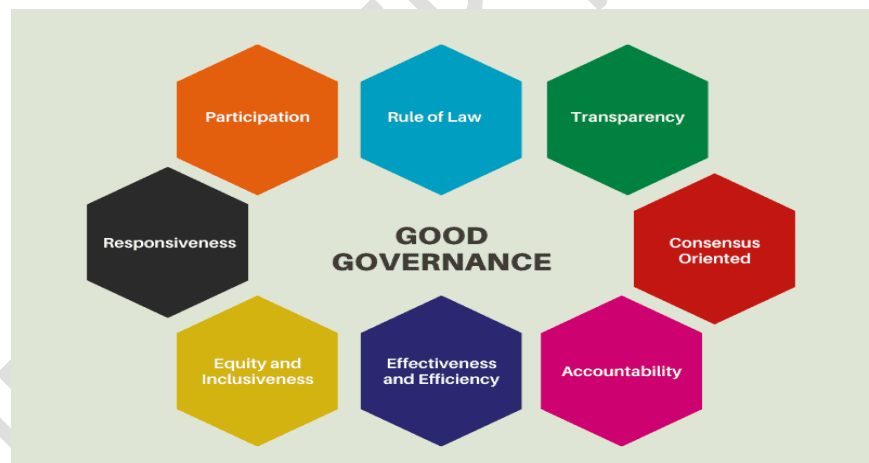 Participation
Rule of Law
Transparency
Responsiveness
GOOD
GOVERNANCE
Consensus
Oriented
Equity and
Inclusiveness
Effectiveness
and Efficiency
Accountability